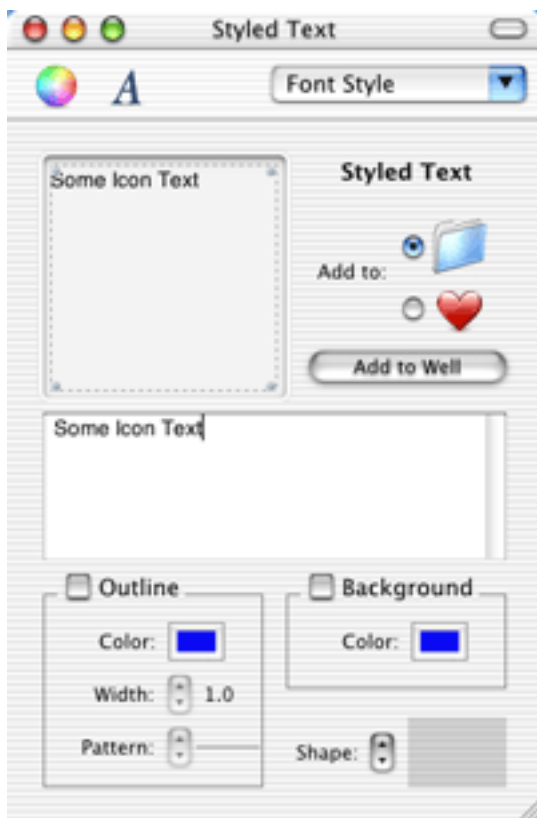 Styled Text
A
Font Style
Some Icon Text
Styled Text
Add to:
Add to Well
Some Icon Text
Outline
Color:
Width: 1.0
Pattern:
Background
Color:
Shape: